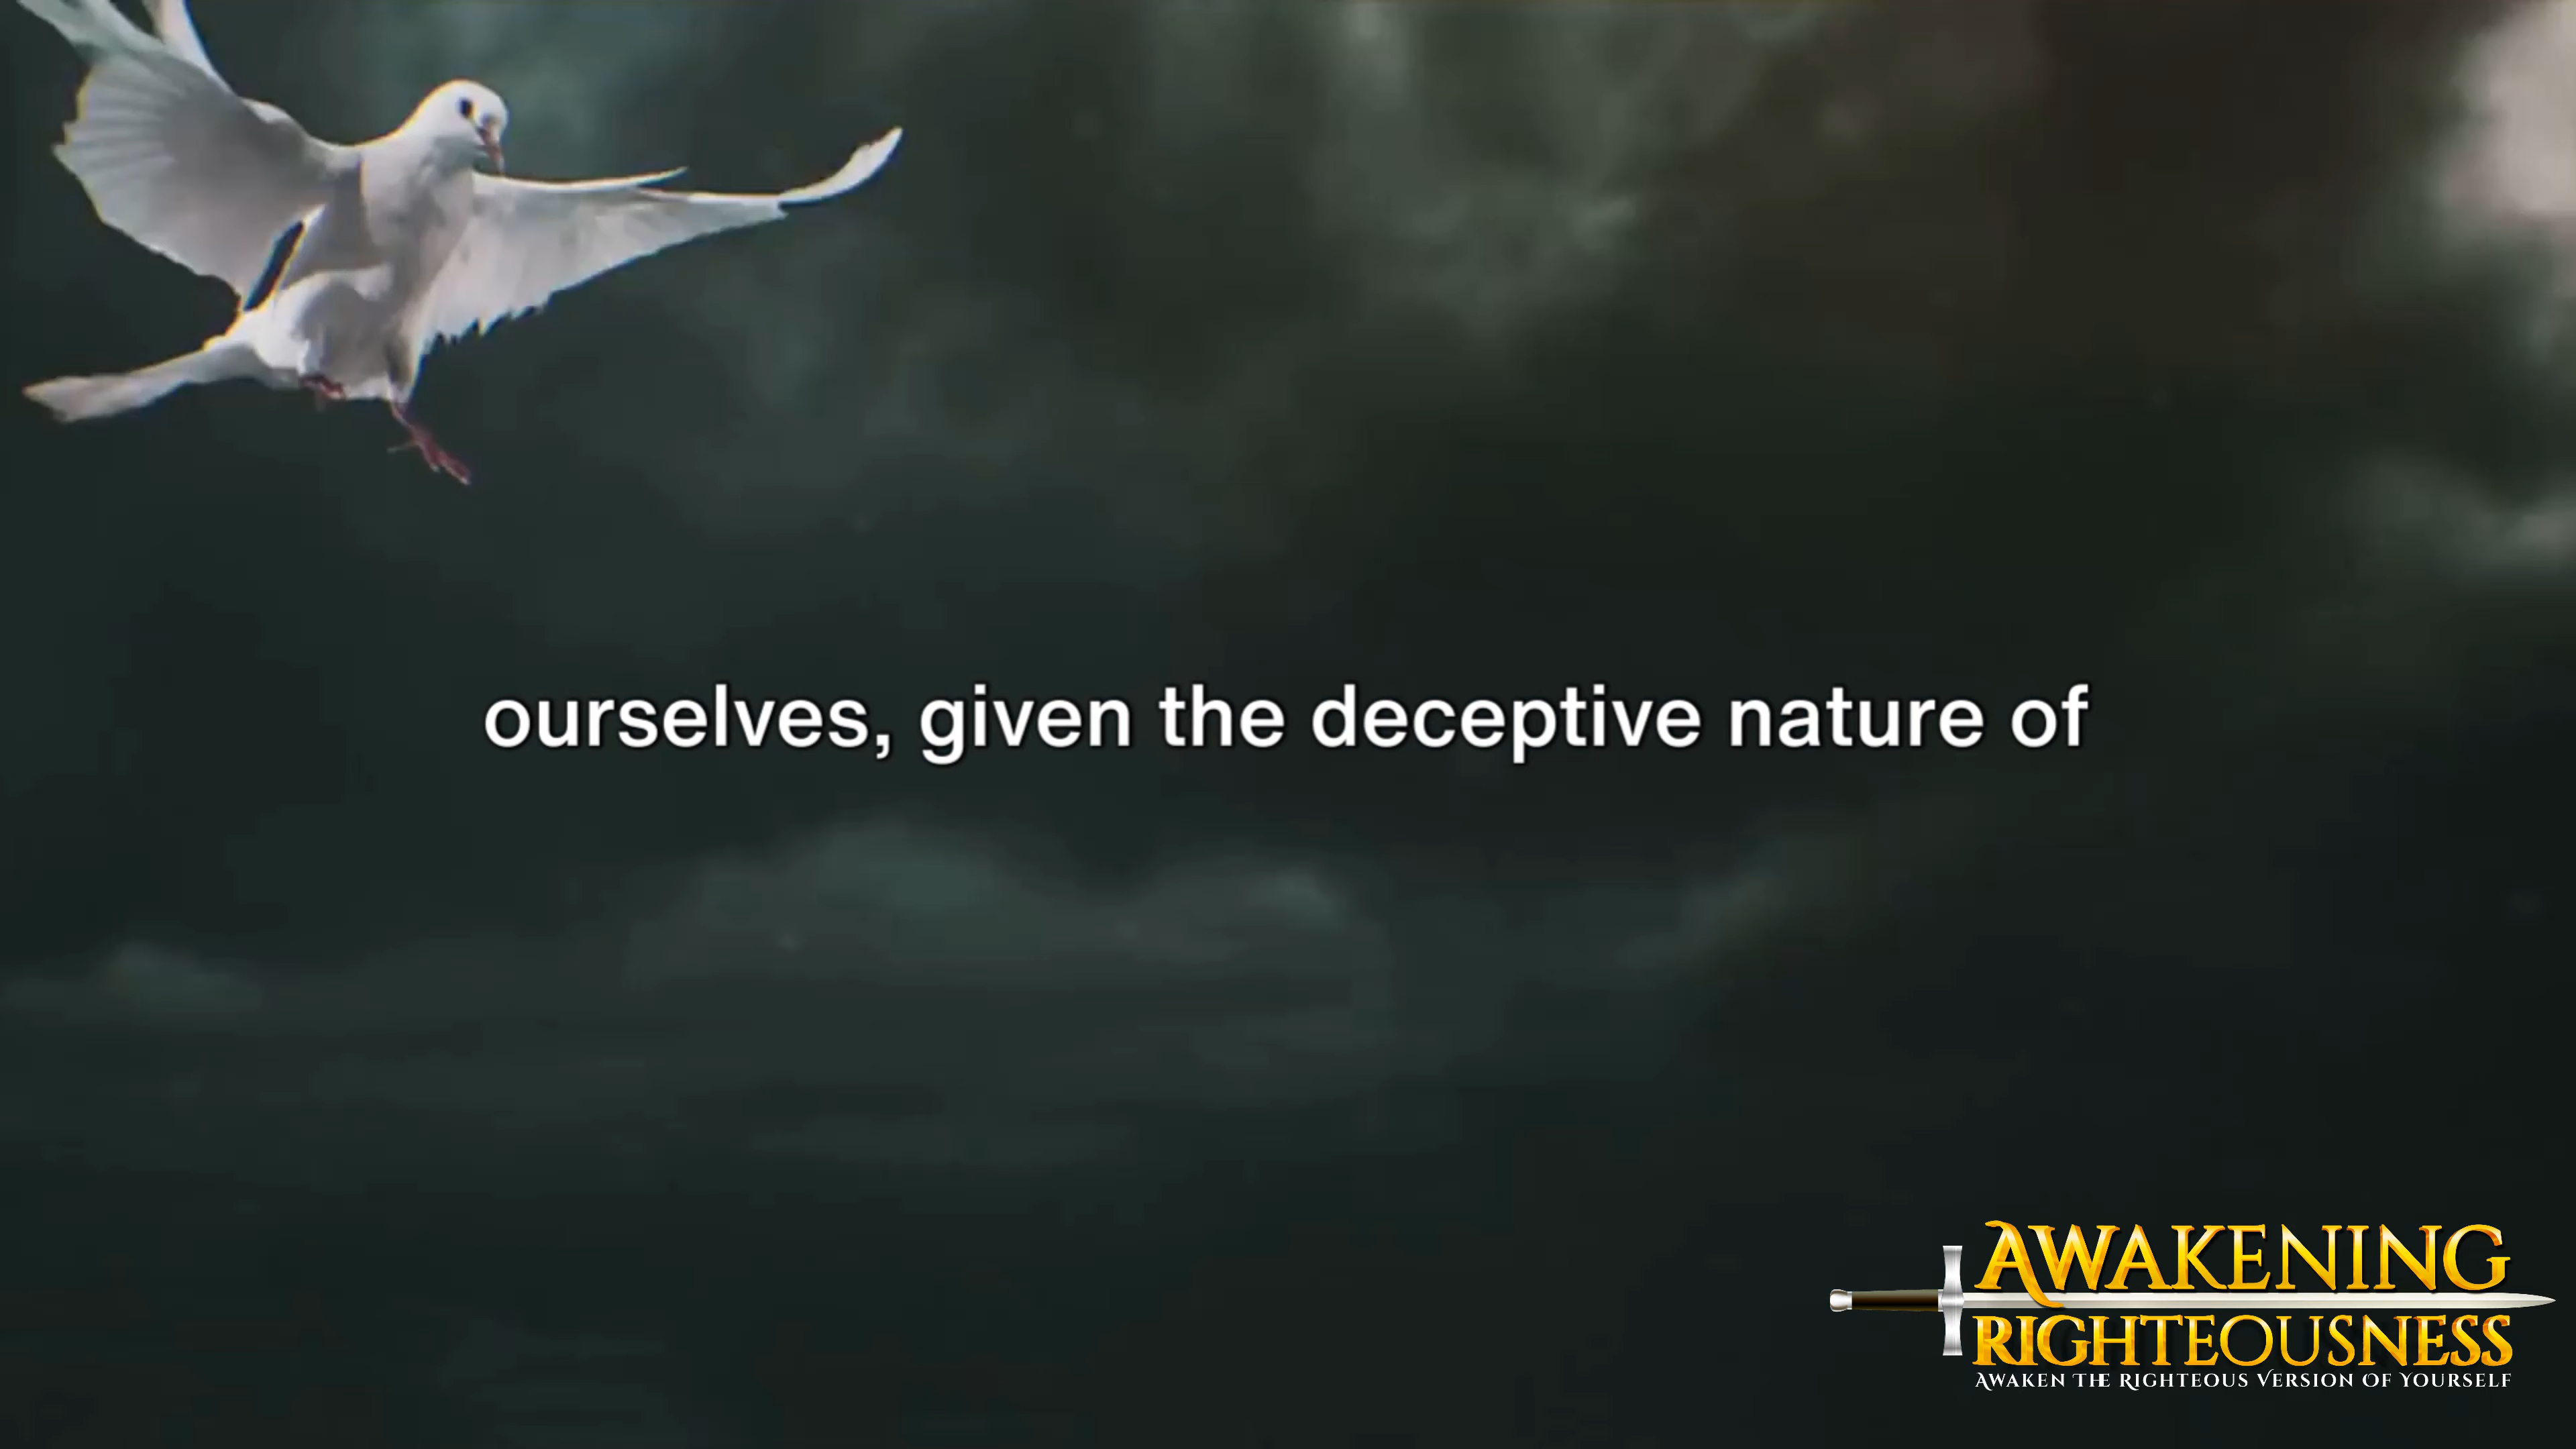 ourselves, given the deceptive nature of
AWAKENING
RIGHTEOUSNESS
AWAKEN THE RIGHTEOUS VERSION OF YOURSELF